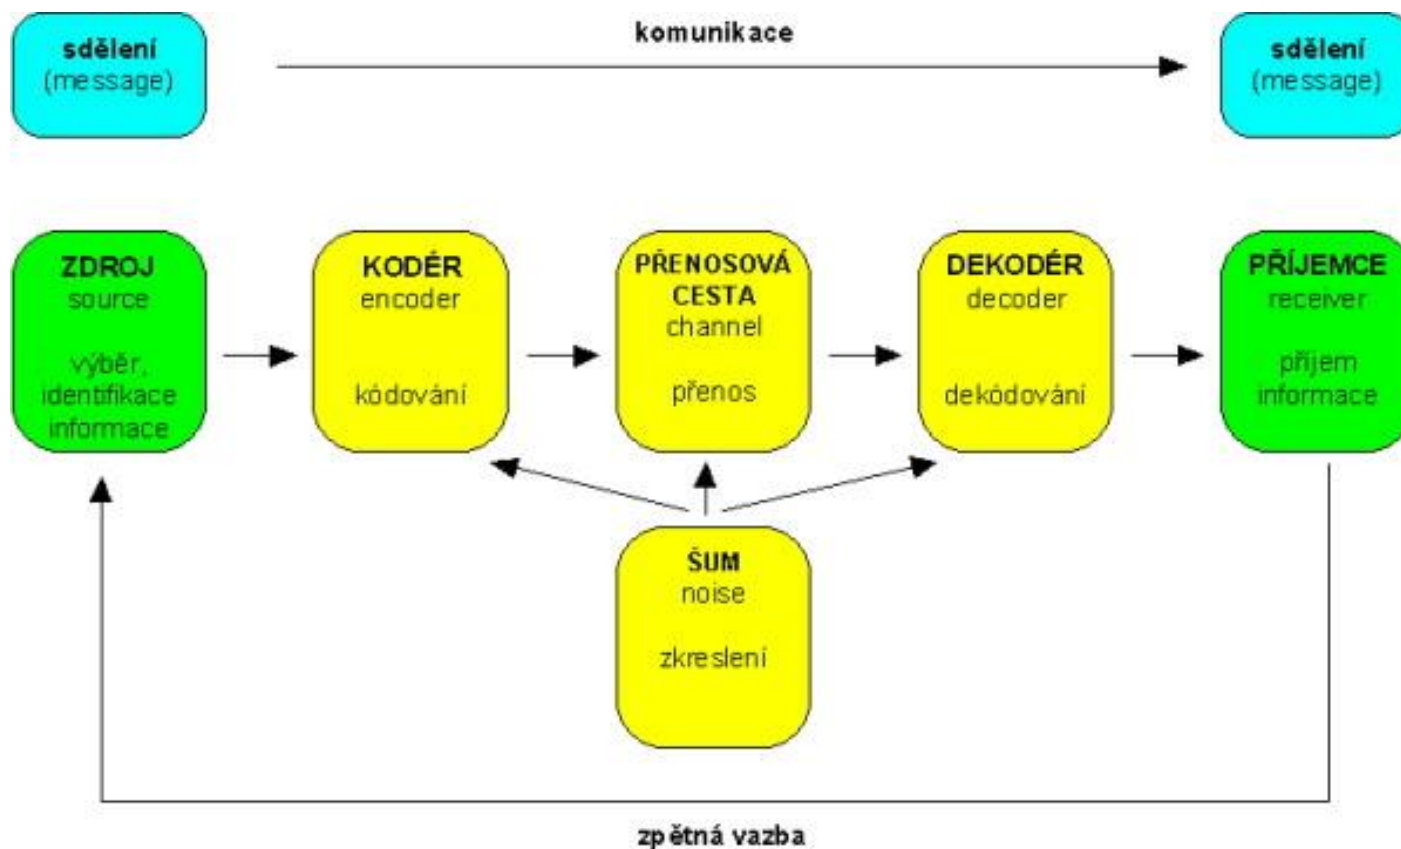 komunikace
sdělení
(message)
sdělení
(message)
ZDROJ
source
výběr,
identifikace
informace
KODÉR
encoder
kódování
PŘENOSOVÁ
CESTA
channel
přenos
DEKODÉR
decoder
dekódování
PŘÍJEMCE
receiver
příjem
informace
ŠUM
noise
zkreslení
zpětná vazba